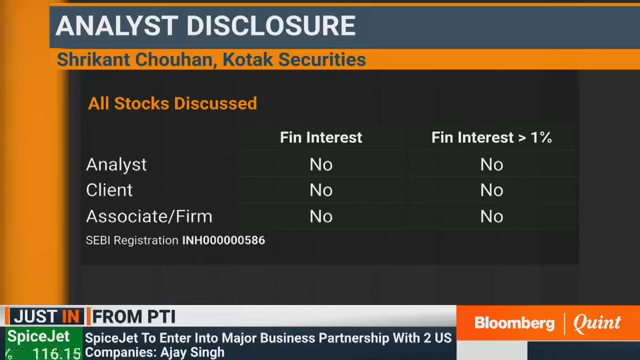 ANALYST DISCLOSURE
Shrikant Chouhan, Kotak Securities
All Stocks Discussed
Fin Interest Fin Interest > 1%
Analyst No No
Client No No
Associate/Firm No No
SEBI Registration INH000000586
JUST IN FROM PTI
SpiceJet
% 116.15
SpiceJet To Enter Into Major Business Partnership With 2 US
Companies: Ajay Singh
Bloomberg Quint